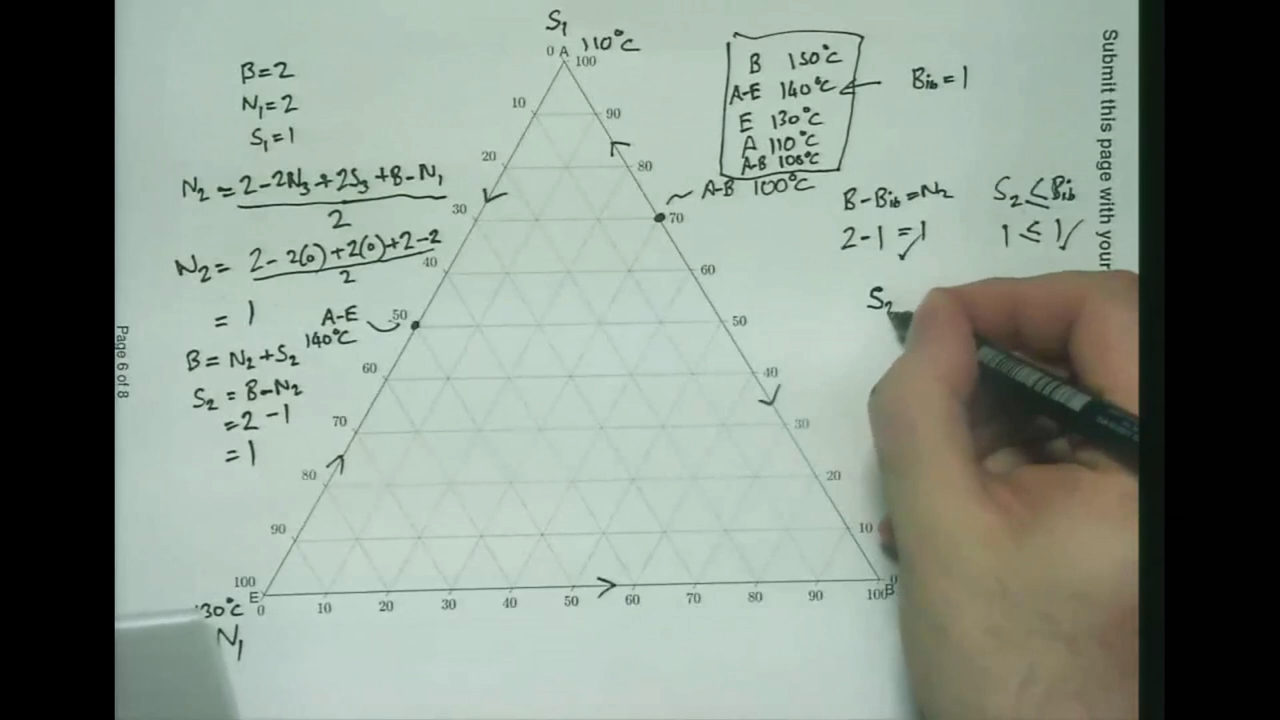 S₁
0 A 110°C
100
10
90
20
80
30
70
40
60
50
50
60
40
70
30
80
20
90
10
100
E
130°C
N₁
0
10
20
30
40
50
60
70
80
90
100
B
B=2
N₁=2
S₁=1
N₂ = (2-2N₃+2S₃+B-N₁)/2
N₂ = (2-2(0)+2(0)+2-2)/2
= 1
B = N₂+S₂
S₂ = B-N₂
= 2-1
= 1
A-E
140°C
B 150°C
A-E 140°C
E 130°C
A 110°C
A-B 100°C
Bib = 1
A-B 100°C
B-Bib=N₂
2-1 = 1 ✓
S₂ ≤ Bib
1 ≤ 1 ✓
S₂
Submit this page with your
Page 6 of 8